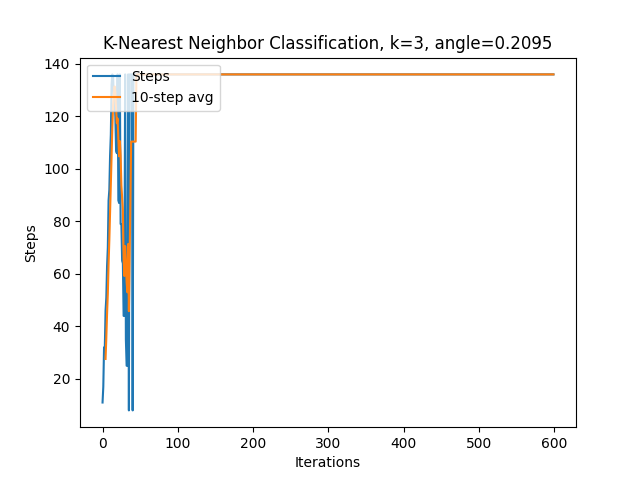 K-Nearest Neighbor Classification, k=3, angle=0.2095
140
120
100
80
60
40
20
Steps
Steps
10-step avg
0 100 200 300 400 500 600
Iterations